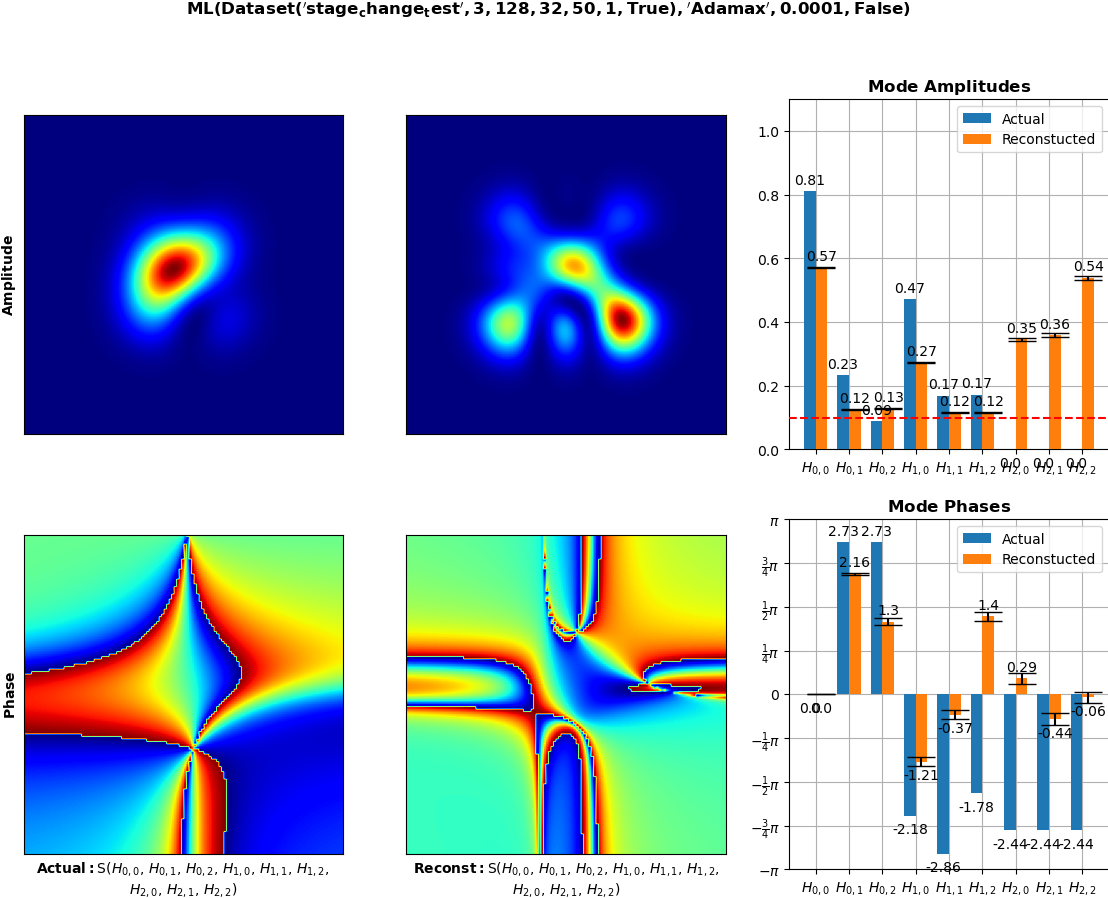 ML(Dataset('stage_change_test', 3, 128, 32, 50, 1, True), 'Adamax', 0.0001, False)
Amplitude
Mode Amplitudes
Actual
Reconstucted
1.0
0.8
0.6
0.4
0.2
0.0
0.81
0.57
0.23
0.12
0.09
0.13
0.47
0.27
0.17
0.12
0.17
0.12
0.0
0.35
0.0
0.36
0.0
0.54
H0,0 H0,1 H0,2 H1,0 H1,1 H1,2 H2,0 H2,1 H2,2
Phase
Mode Phases
Actual
Reconstucted
π
3/4π
1/2π
1/4π
0
−1/4π
−1/2π
−3/4π
−π
0.0
0.0
2.73
2.16
2.73
1.3
-2.18
-1.21
-2.86
-0.37
-1.78
1.4
-2.44
0.29
-2.44
-0.44
-2.44
-0.06
H0,0 H0,1 H0,2 H1,0 H1,1 H1,2 H2,0 H2,1 H2,2
Actual: S(H0,0, H0,1, H0,2, H1,0, H1,1, H1,2,
H2,0, H2,1, H2,2)
Reconst: S(H0,0, H0,1, H0,2, H1,0, H1,1, H1,2,
H2,0, H2,1, H2,2)